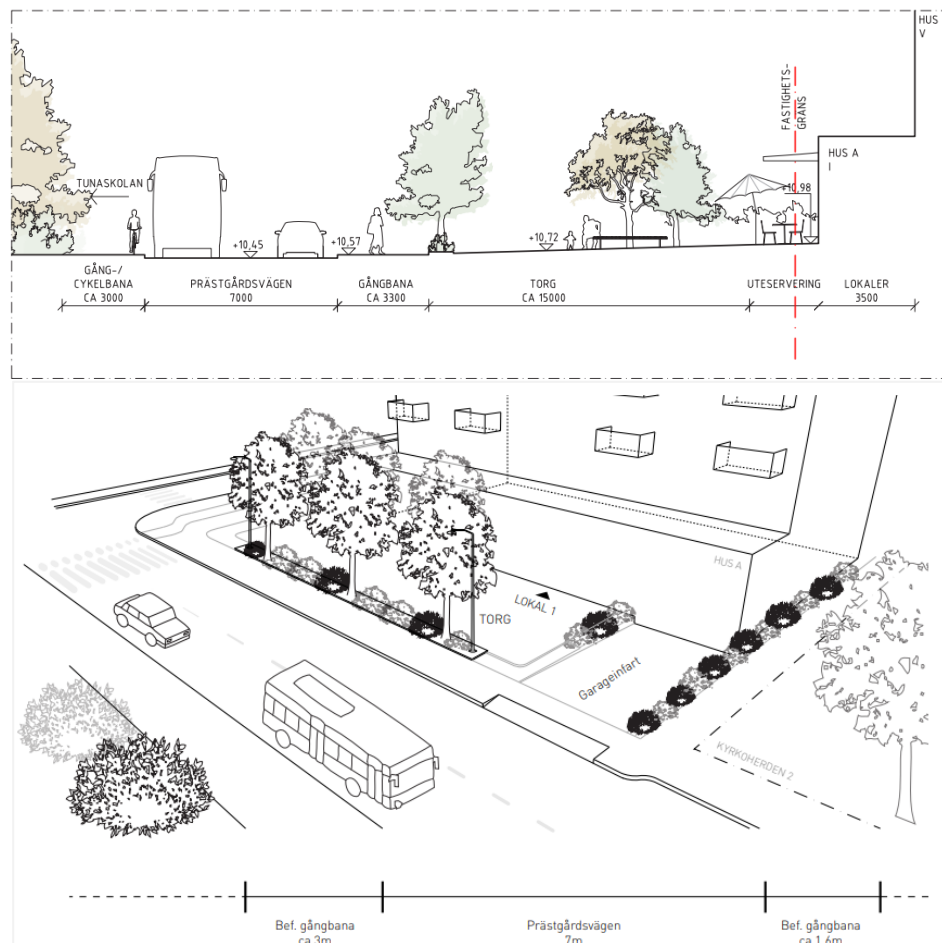 HUS
V
FASTIGHETS-
GRÄNS
HUS A
I
TUNASKOLAN
+10,98
+10,45
+10,57
+10,72
GÅNG-/
CYKELBANA
CA 3000
PRÄSTGÅRDSVÄGEN
7000
GÅNGBANA
CA 3300
TORG
CA 15000
UTESERVERING
LOKALER
3500
HUS A
LOKAL 1
TORG
Garageinfart
KYRKOHERDEN 2
Bef. gångbana
ca 3m
Prästgårdsvägen
7m
Bef. gångbana
ca 1,6m